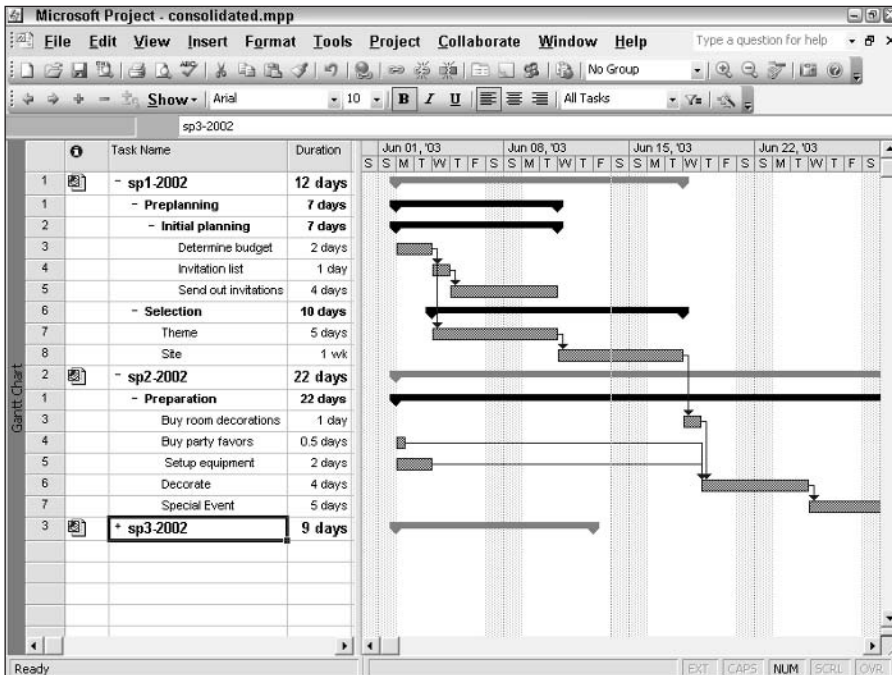 Microsoft Project - consolidated.mpp
File Edit View Insert Format Tools Project Collaborate Window Help Type a question for help
No Group
Show Arial 10 B I U All Tasks
sp3-2002
Task Name Duration Jun 01, '03 Jun 08, '03 Jun 15, '03 Jun 22, '03
S S M T W T F S S M T W T F S S M T W T F S S M T W T F S
1 - sp1-2002 12 days
1 - Preplanning 7 days
2 - Initial planning 7 days
3 Determine budget 2 days
4 Invitation list 1 day
5 Send out invitations 4 days
6 - Selection 10 days
7 Theme 5 days
8 Site 1 wk
2 - sp2-2002 22 days
1 - Preparation 22 days
3 Buy room decorations 1 day
4 Buy party favors 0.5 days
5 Setup equipment 2 days
6 Decorate 4 days
7 Special Event 5 days
3 + sp3-2002 9 days
Gantt Chart
Ready EXT CAPS NUM SCRL OVR